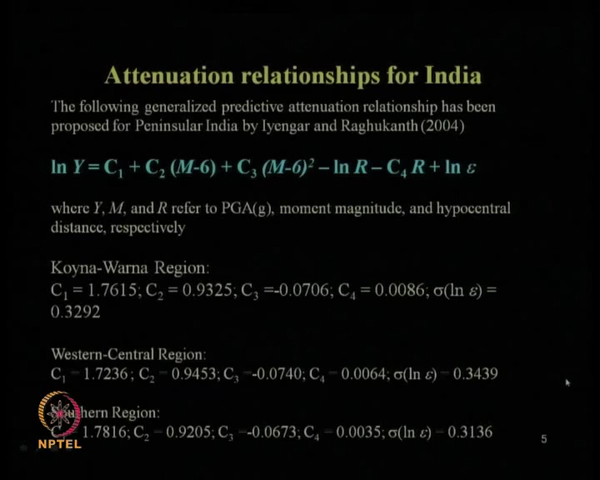 Attenuation relationships for India
The following generalized predictive attenuation relationship has been
proposed for Peninsular India by Iyengar and Raghukanth (2004)
ln Y = C₁ + C₂ (M-6) + C₃ (M-6)² – ln R – C₄ R + ln ε
where Y, M, and R refer to PGA(g), moment magnitude, and hypocentral
distance, respectively
Koyna-Warna Region:
C₁ = 1.7615; C₂ = 0.9325; C₃ =-0.0706; C₄ = 0.0086; σ(ln ε) =
0.3292
Western-Central Region:
C₁ = 1.7236; C₂ = 0.9453; C₃ = -0.0740; C₄ = 0.0064; σ(ln ε) = 0.3439
Southern Region:
C₁ = 1.7816; C₂ = 0.9205; C₃ = -0.0673; C₄ = 0.0035; σ(ln ε) = 0.3136
NPTEL
5